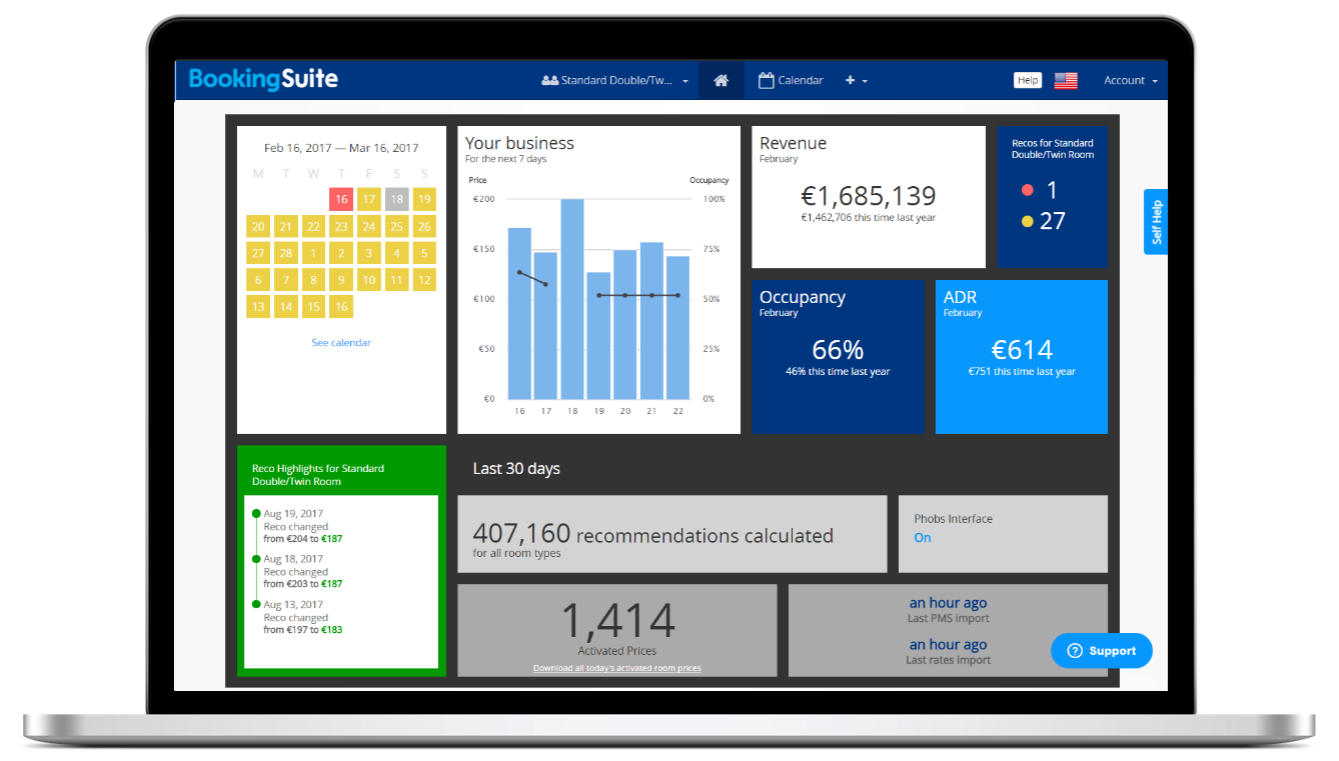 BookingSuite
Standard Double/Tw...
Calendar
+
Help
Account
Feb 16, 2017 — Mar 16, 2017
M T W T F S S
16 17 18 19
20 21 22 23 24 25 26
27 28 1 2 3 4 5
6 7 8 9 10 11 12
13 14 15 16
See calendar
Your business
For the next 7 days
Price
Occupancy
€200
100%
€150
75%
€100
50%
€50
25%
€0
0%
16 17 18 19 20 21 22
Revenue
February
€1,685,139
€1,462,706 this time last year
Recos for Standard
Double/Twin Room
1
27
Self Help
Occupancy
February
66%
46% this time last year
ADR
February
€614
€751 this time last year
Reco Highlights for Standard
Double/Twin Room
Aug 19, 2017
Reco changed
from €204 to €187
Aug 18, 2017
Reco changed
from €203 to €187
Aug 13, 2017
Reco changed
from €197 to €183
Last 30 days
407,160 recommendations calculated
for all room types
Phobs Interface
On
1,414
Activated Prices
Download all today's activated room prices
an hour ago
Last PMS import
an hour ago
Last rates import
Support